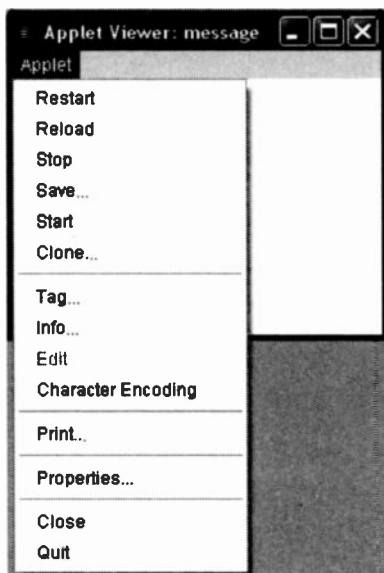 Applet Viewer: message
Applet
Restart
Reload
Stop
Save...
Start
Clone...
Tag...
Info...
Edit
Character Encoding
Print...
Properties...
Close
Quit